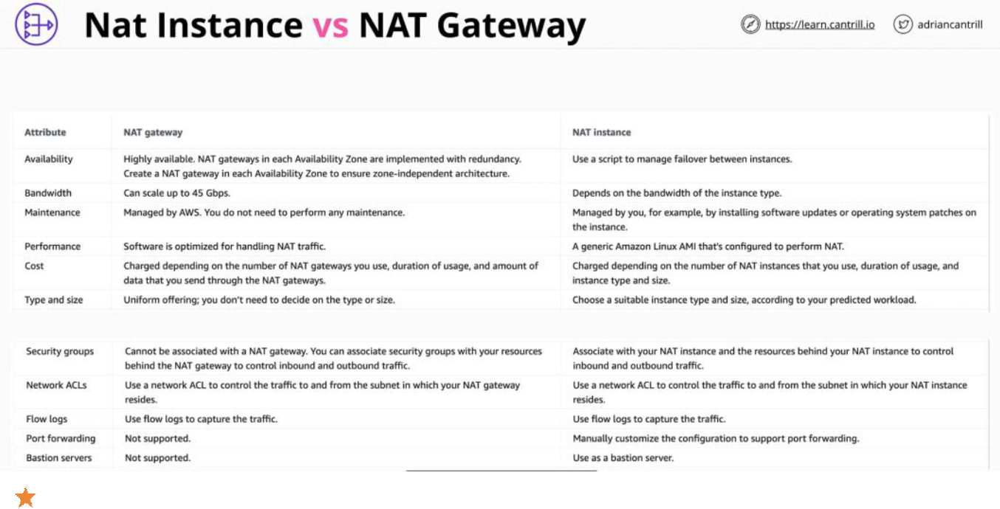 Nat Instance vs NAT Gateway
https://learn.cantrill.io
adriancantrill
Attribute
NAT gateway
NAT instance
Availability
Highly available. NAT gateways in each Availability Zone are implemented with redundancy.
Create a NAT gateway in each Availability Zone to ensure zone-independent architecture.
Use a script to manage failover between instances.
Bandwidth
Can scale up to 45 Gbps.
Depends on the bandwidth of the instance type.
Maintenance
Managed by AWS. You do not need to perform any maintenance.
Managed by you, for example, by installing software updates or operating system patches on
the instance.
Performance
Software is optimized for handling NAT traffic.
A generic Amazon Linux AMI that's configured to perform NAT.
Cost
Charged depending on the number of NAT gateways you use, duration of usage, and amount of
data that you send through the NAT gateways.
Charged depending on the number of NAT instances that you use, duration of usage, and
instance type and size.
Type and size
Uniform offering; you don't need to decide on the type or size.
Choose a suitable instance type and size, according to your predicted workload.
Security groups
Cannot be associated with a NAT gateway. You can associate security groups with your resources
behind the NAT gateway to control inbound and outbound traffic.
Associate with your NAT instance and the resources behind your NAT instance to control
inbound and outbound traffic.
Network ACLs
Use a network ACL to control the traffic to and from the subnet in which your NAT gateway
resides.
Use a network ACL to control the traffic to and from the subnet in which your NAT instance
resides.
Flow logs
Use flow logs to capture the traffic.
Use flow logs to capture the traffic.
Port forwarding
Not supported.
Manually customize the configuration to support port forwarding.
Bastion servers
Not supported.
Use as a bastion server.